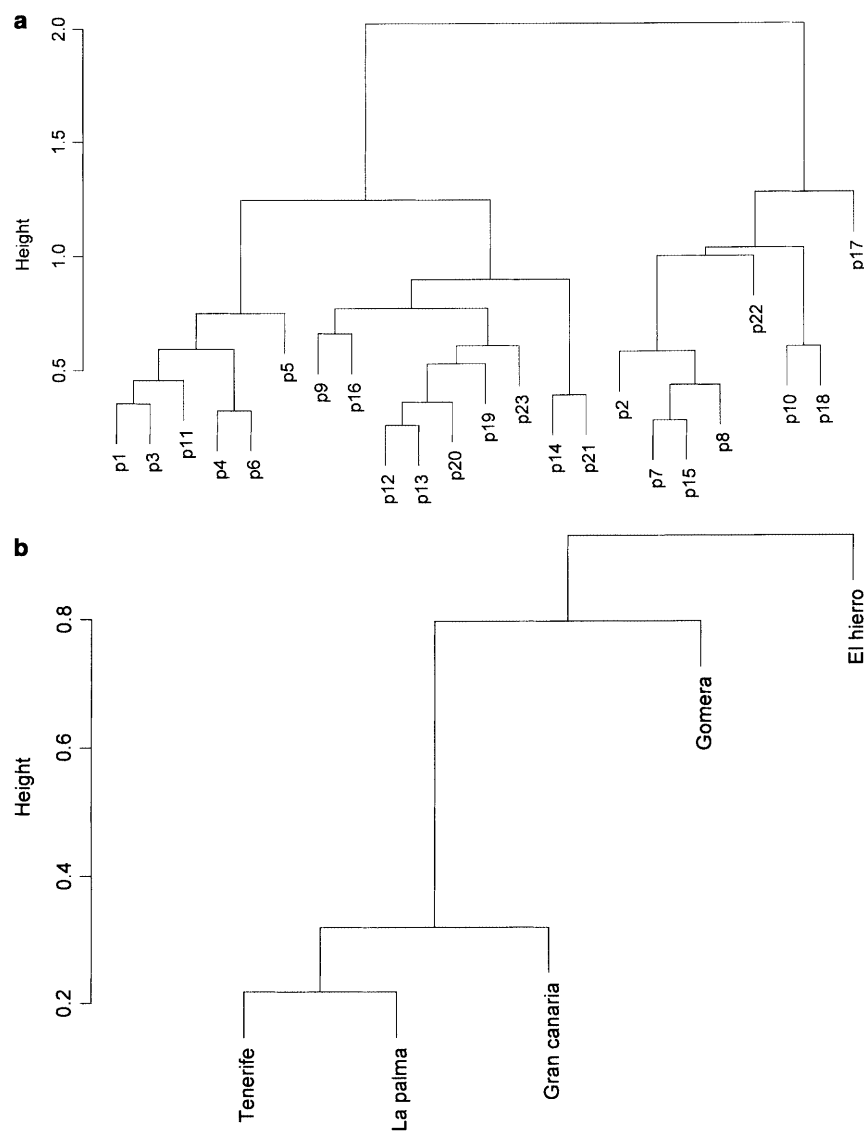 a
Height
2.0
1.5
1.0
0.5
p1
p3
p11
p4
p6
p5
p9
p16
p12
p13
p20
p19
p23
p14
p21
p2
p7
p15
p8
p22
p10
p18
p17
b
Height
0.8
0.6
0.4
0.2
Tenerife
La palma
Gran canaria
Gomera
El hierro